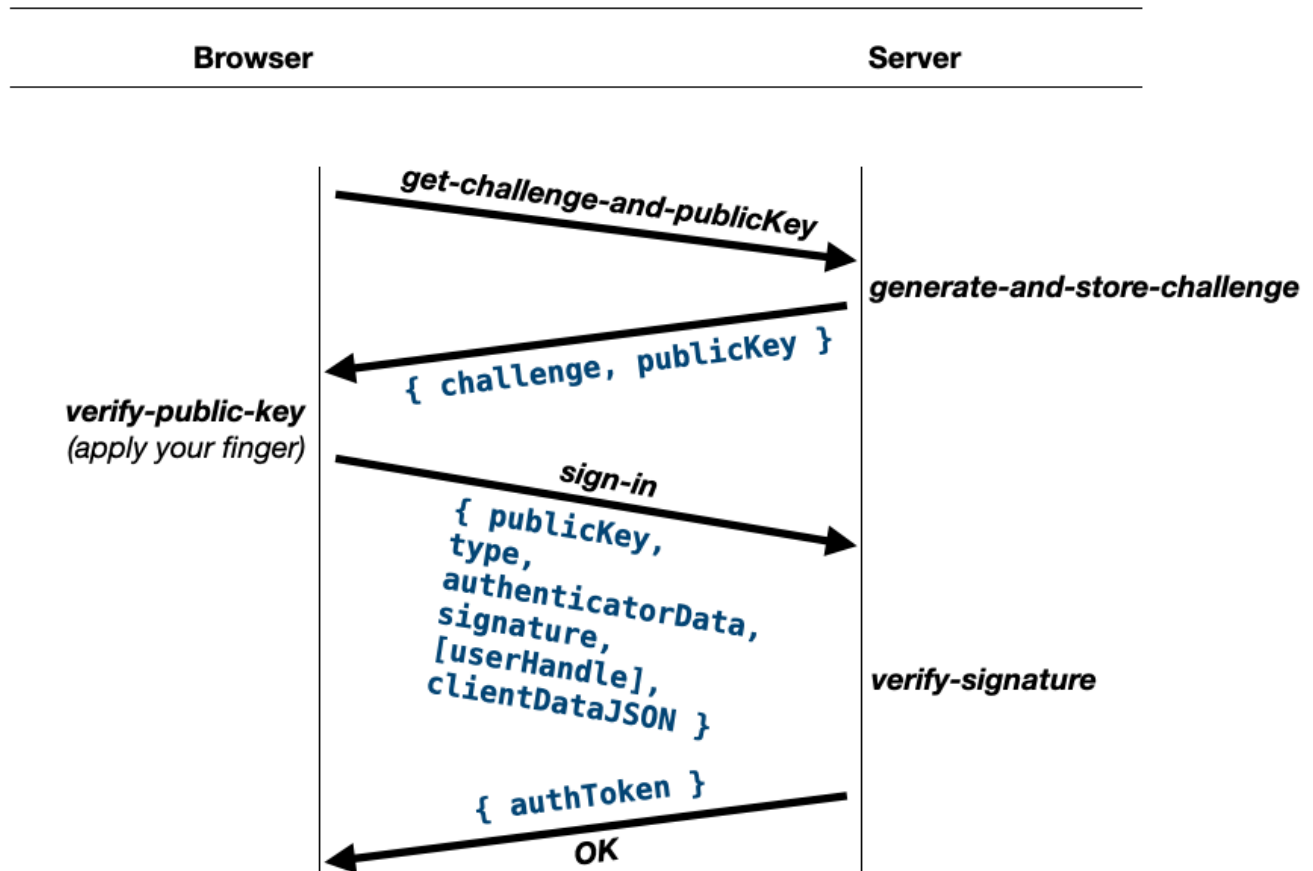 Browser
Server
get-challenge-and-publicKey
generate-and-store-challenge
{ challenge, publicKey }
verify-public-key
(apply your finger)
sign-in
{ publicKey,
type,
authenticatorData,
signature,
[userHandle],
clientDataJSON }
verify-signature
{ authToken }
OK